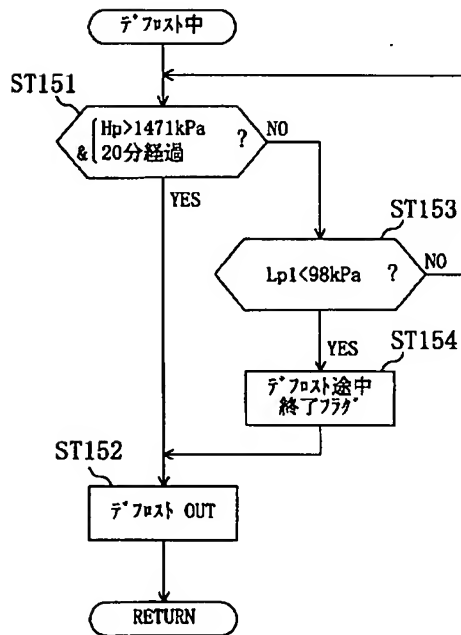 ﾃﾞﾌﾛｽﾄ中
ST151
Hp>1471kPa
& ?
20分経過
NO
YES
ST153
Lp1<98kPa ?
NO
YES
ST154
ﾃﾞﾌﾛｽﾄ途中
終了ﾌﾗｸﾞ
ST152
ﾃﾞﾌﾛｽﾄ OUT
RETURN